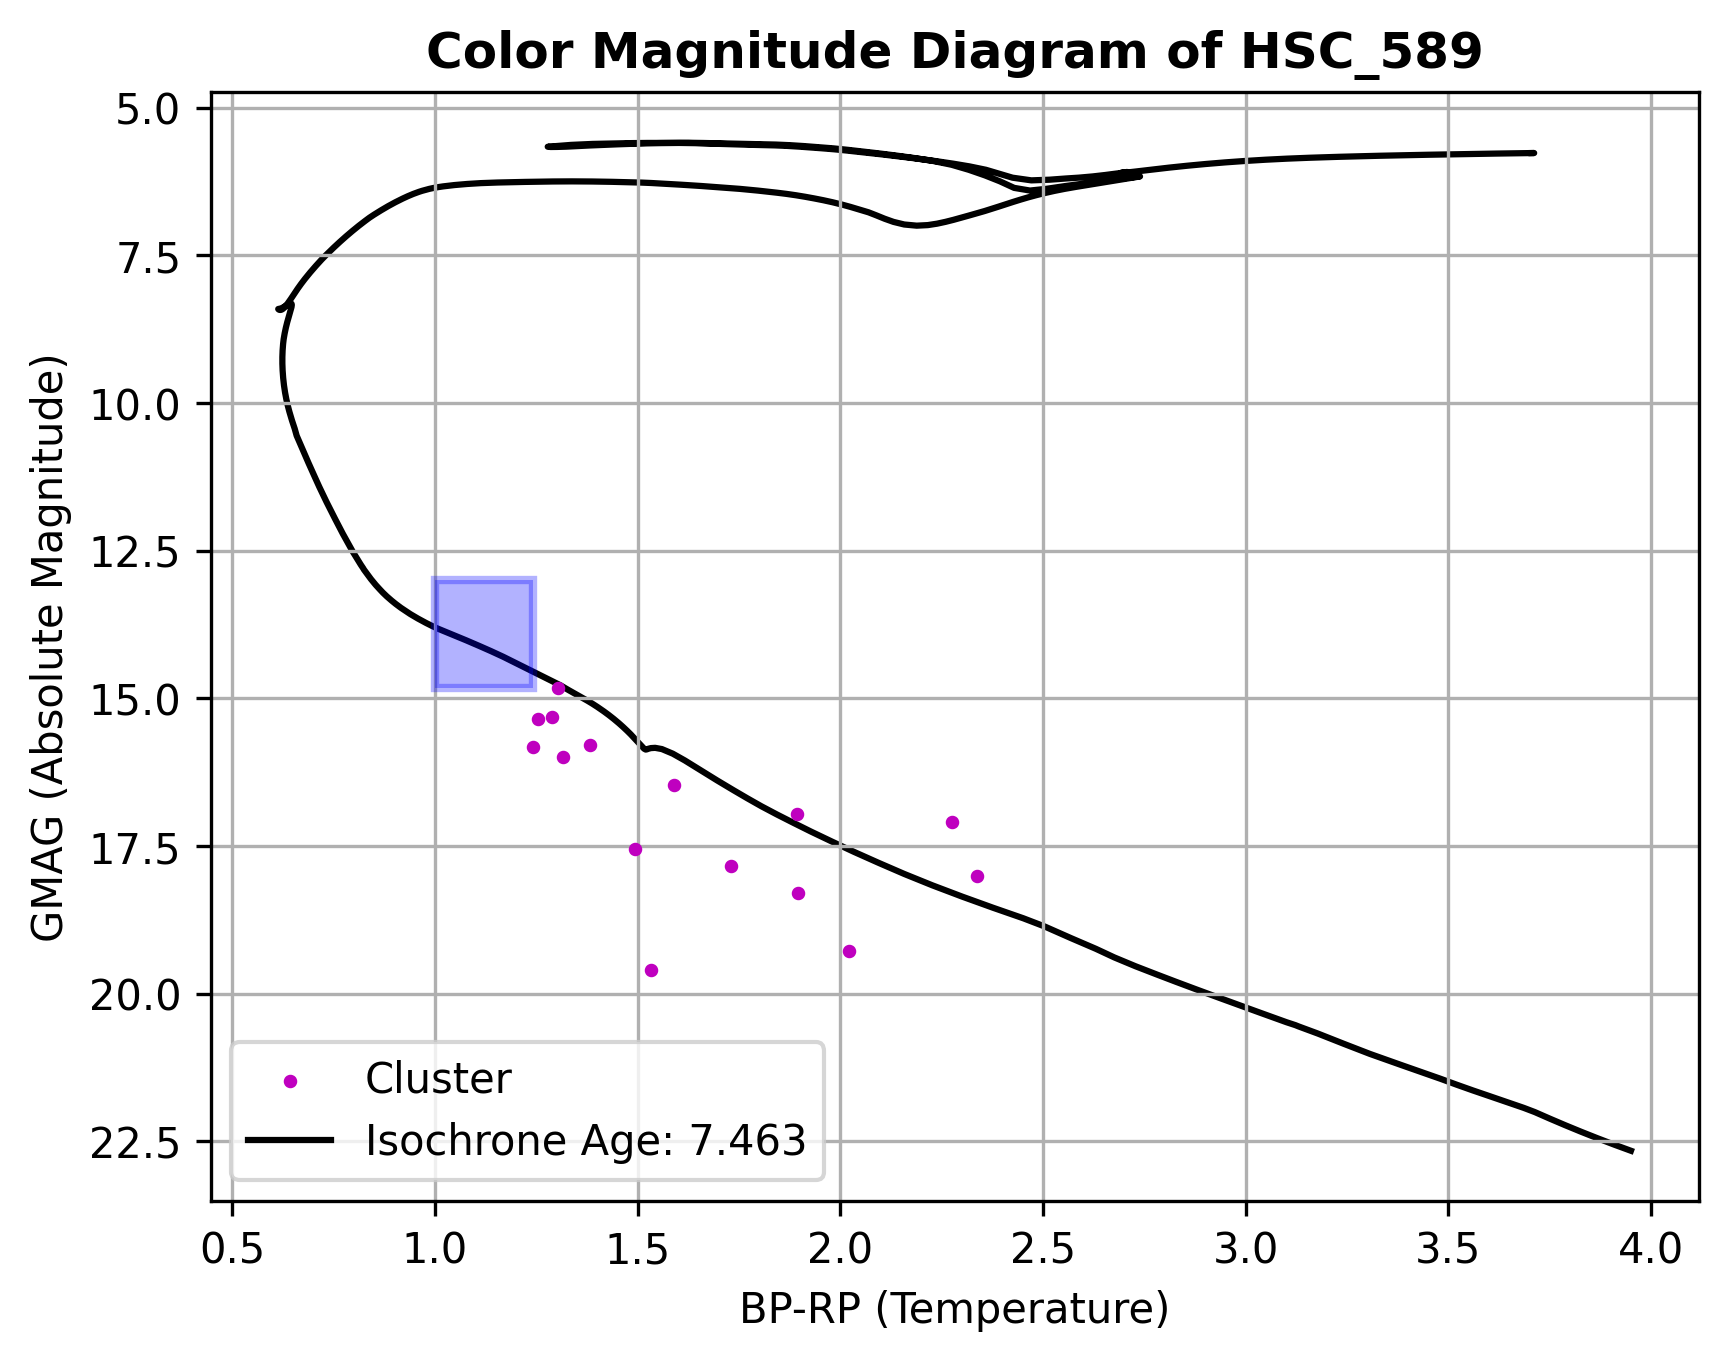 Color Magnitude Diagram of HSC_589
GMAG (Absolute Magnitude)
5.0
7.5
10.0
12.5
15.0
17.5
20.0
22.5
Cluster
Isochrone Age: 7.463
0.5 1.0 1.5 2.0 2.5 3.0 3.5 4.0
BP-RP (Temperature)